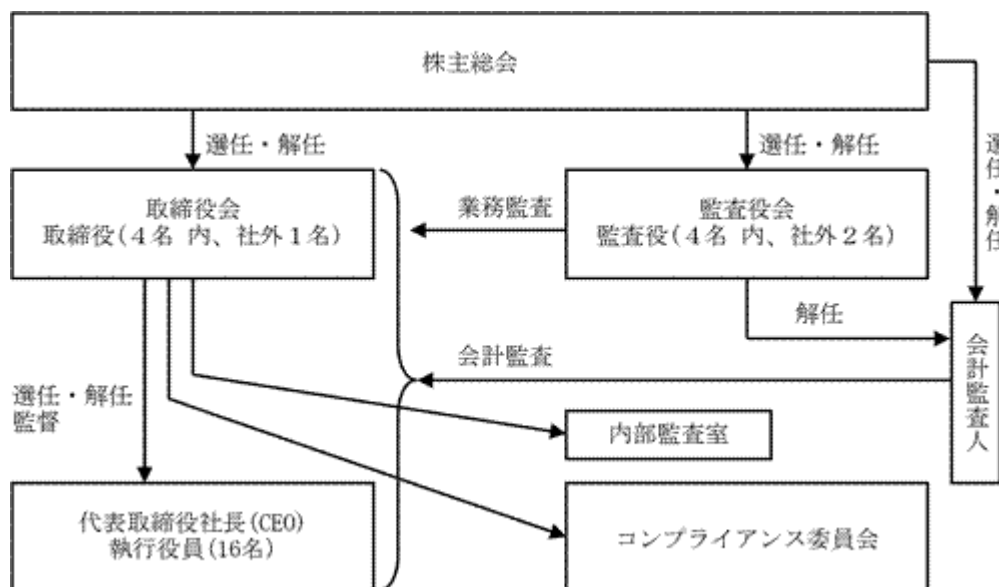 株主総会
選任・解任
選任・解任
選任・解任
取締役会
取締役(4名 内、社外1名)
業務監査
監査役会
監査役(4名 内、社外2名)
解任
会計監査
会計監査人
選任・解任
監督
内部監査室
代表取締役社長(CEO)
執行役員(16名)
コンプライアンス委員会